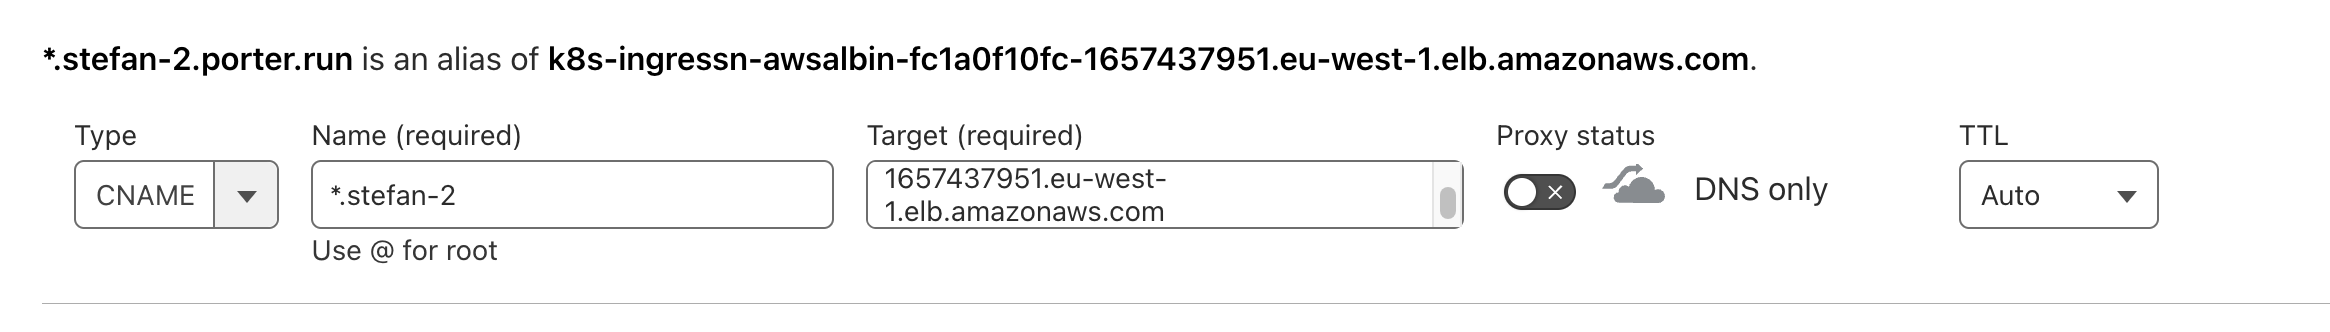 *.stefan-2.porter.run is an alias of k8s-ingressn-awsalbin-fc1a0f10fc-1657437951.eu-west-1.elb.amazonaws.com.
Type
Name (required)
Target (required)
Proxy status
TTL
CNAME
*.stefan-2
1657437951.eu-west-
1.elb.amazonaws.com
DNS only
Auto
Use @ for root